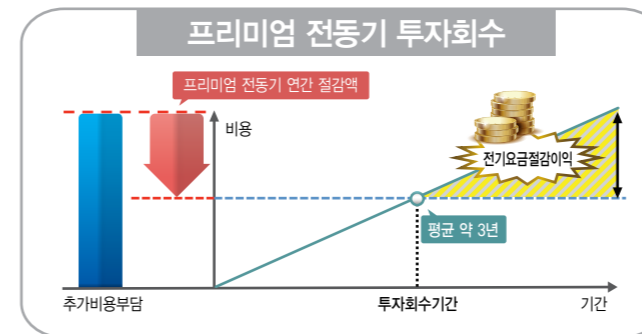 프리미엄 전동기 투자회수
프리미엄 전동기 연간 절감액
비용
전기요금절감이익
평균 약 3년
추가비용부담
투자회수기간
기간